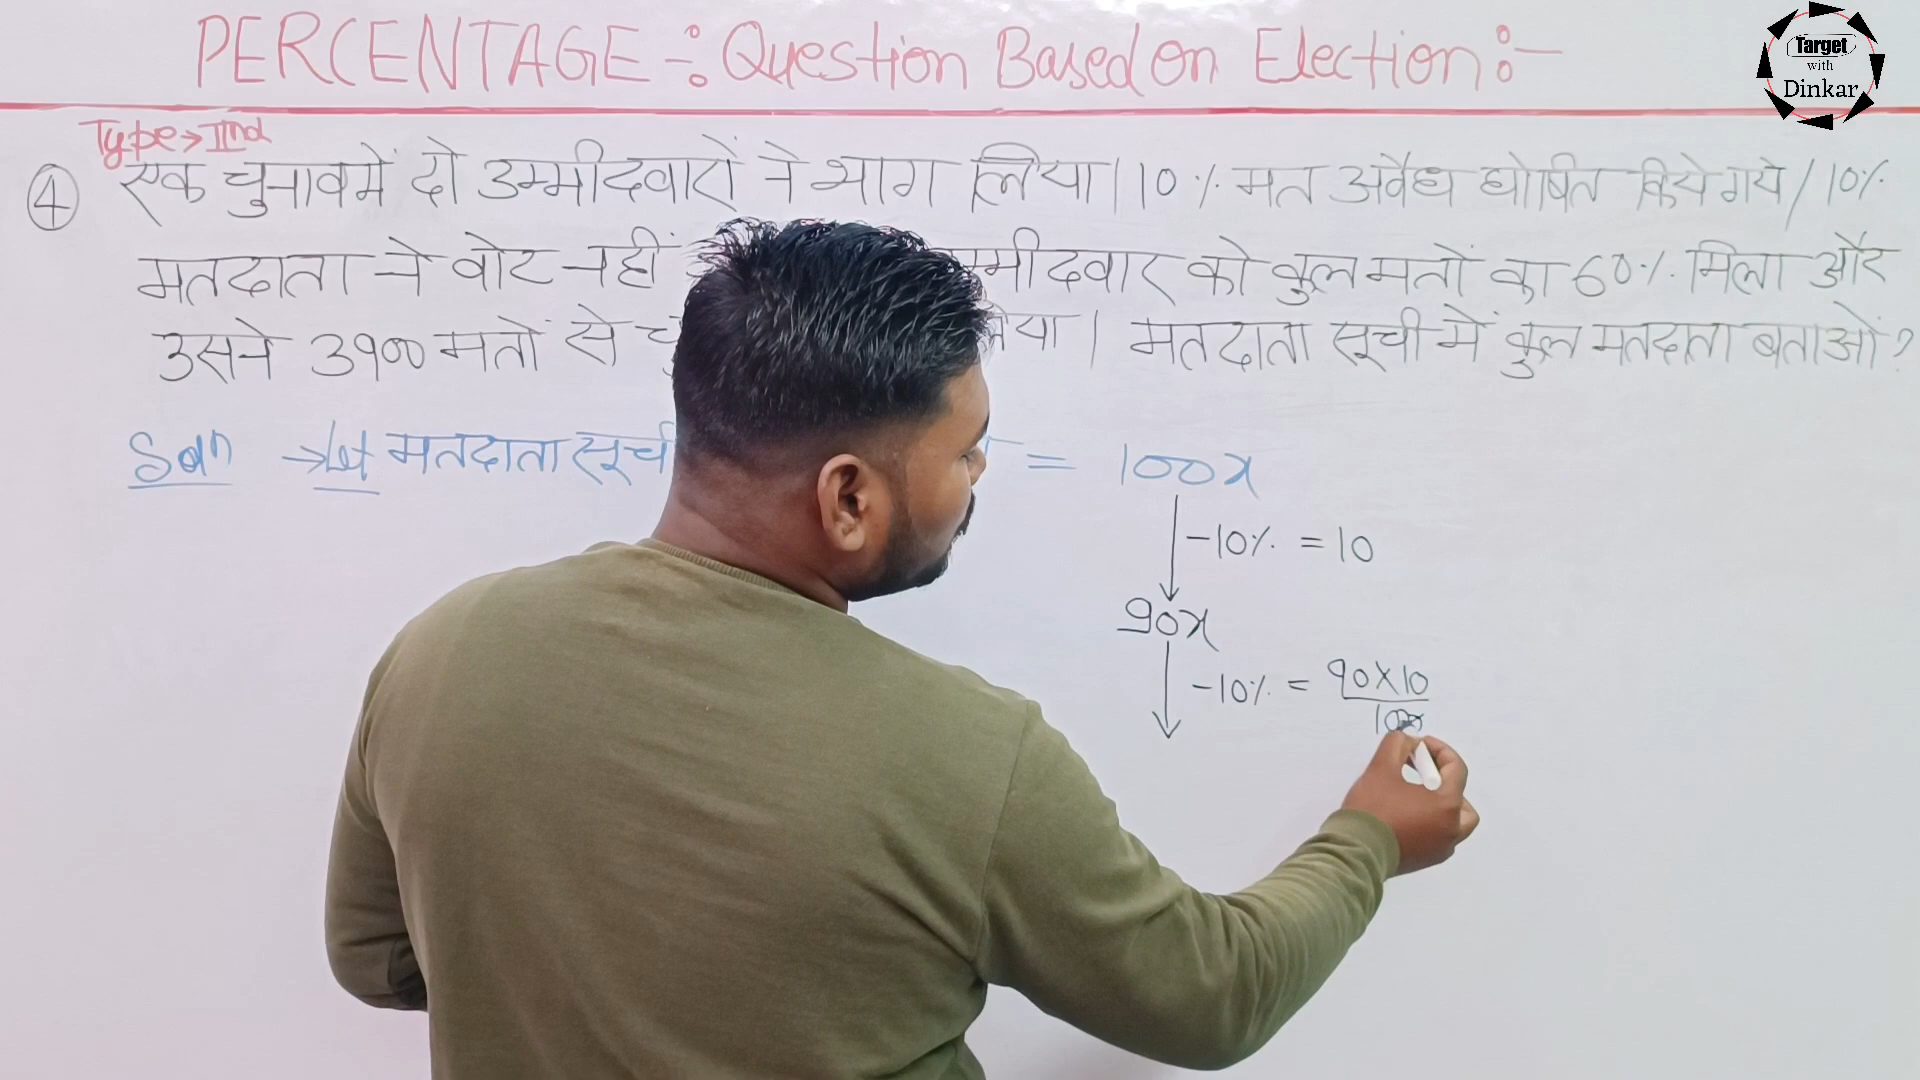 PERCENTAGE -: Question Based on Election :-
Target
with
Dinkar
Type → IInd
④ एक चुनाव में दो उम्मीदवारों ने भाग लिया। 10% मत अवैध घोषित किये गये / 10%
मतदाता ने वोट नहीं म्मीदवार को कुल मतों का 60% मिला और
उसने 3900 मतों से लिया। मतदाता सूची में कुल मतदाता बताओं?
Soln → Let मतदाता सूची = 100x
-10% = 10
90x
-10% = 90×10
100